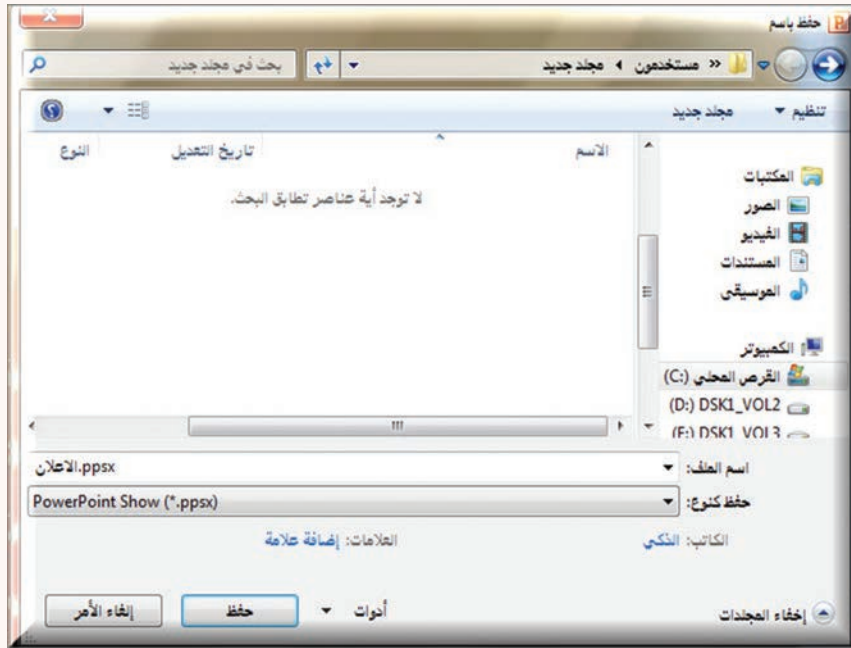 حفظ باسم
« مستخدمون مجلد جديد
بحث في مجلد جديد
تنظيم مجلد جديد
الاسم تاريخ التعديل النوع
لا توجد أية عناصر تطابق البحث.
المكتبات
الصور
الفيديو
المستندات
الموسيقى
الكمبيوتر
القرص المحلي (C:)
(D:) DSK1_VOL2
DSK1_VOL3
اسم الملف: الاعلان.ppsx
حفظ كنوع: PowerPoint Show (*.ppsx)
الكاتب: الذكي العلامات: إضافة علامة
إخفاء المجلدات أدوات حفظ إلغاء الأمر